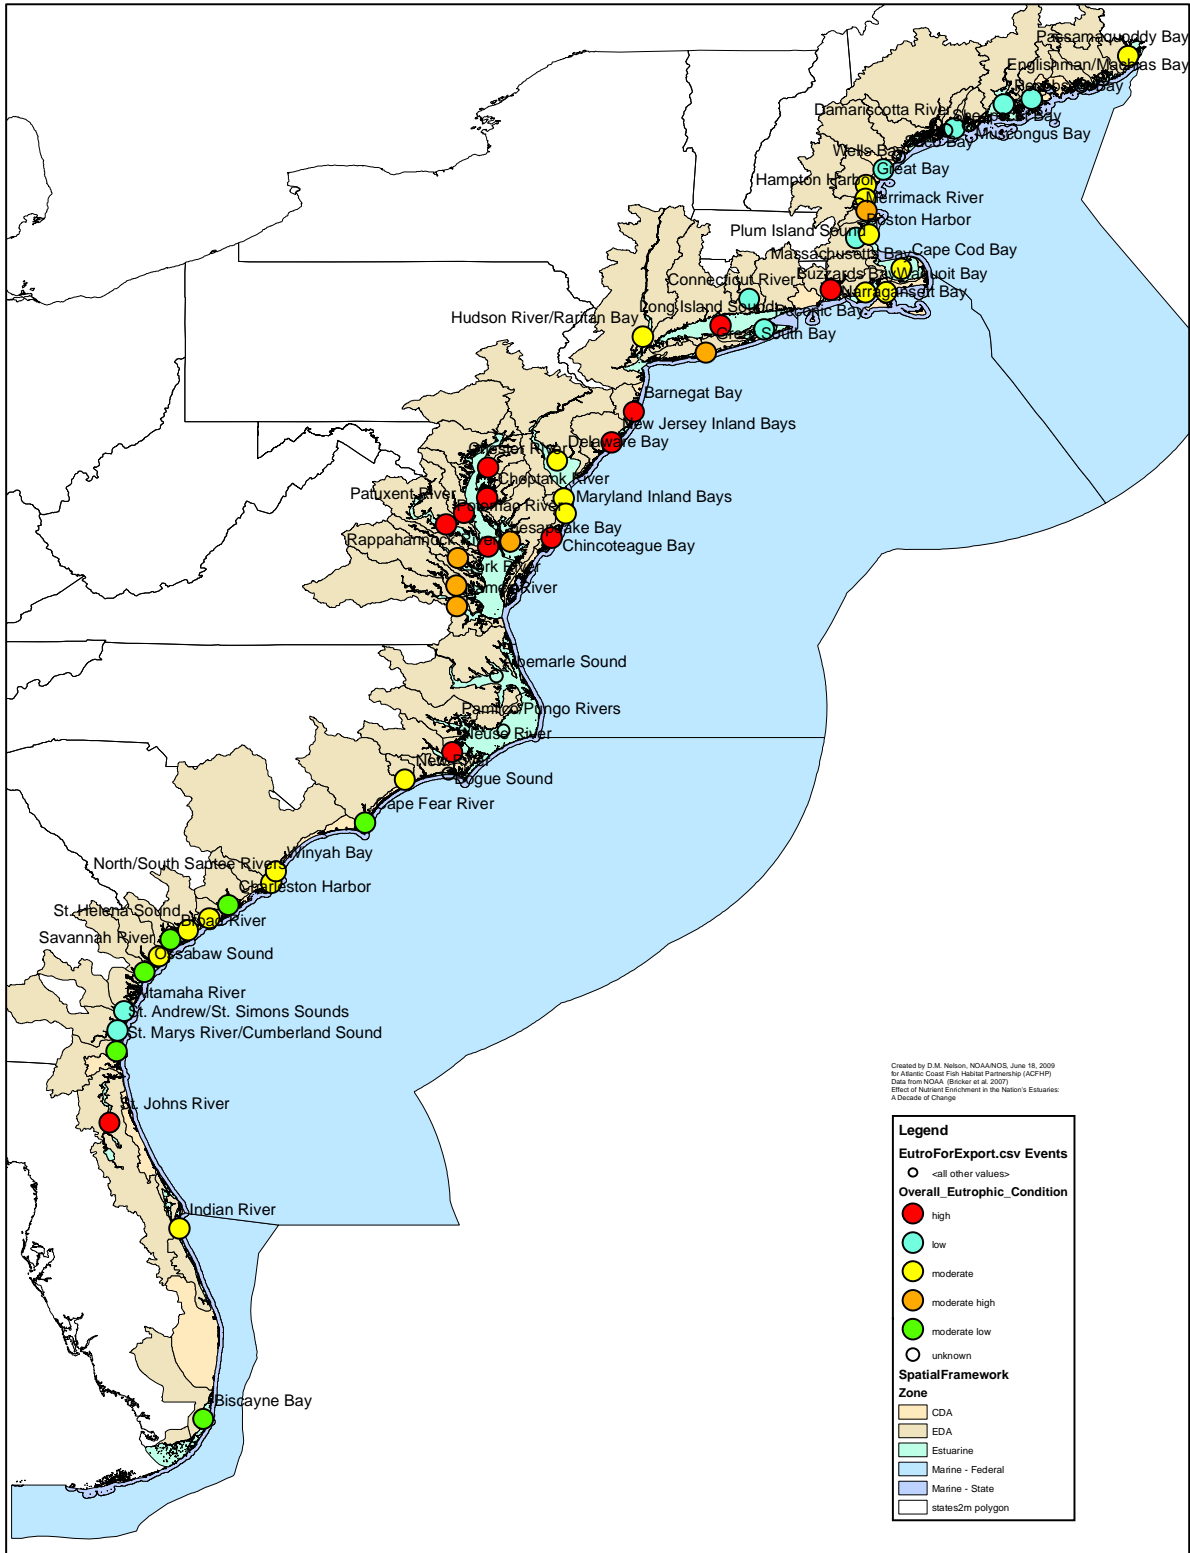 Passamaquoddy Bay
Englishman/Machias Bay
Bay
Damariscotta River
Bay
Muscongus Bay
Bay
Wells Bay
Great Bay
Hampton Harbor
Merrimack River
Boston Harbor
Plum Island Sound
Massachusetts Bay
Cape Cod Bay
Buzzards Bay
Waquoit Bay
Connecticut River
Narragansett Bay
Long Island Sound
Peconic Bay
Hudson River/Raritan Bay
Great South Bay
Barnegat Bay
New Jersey Inland Bays
Delaware Bay
Chester River
Choptank River
Patuxent River
Maryland Inland Bays
Potomac River
Chesapeake Bay
Rappahannock River
Chincoteague Bay
York River
James River
Albemarle Sound
Pamlico/Pungo Rivers
Neuse River
New River
Bogue Sound
Cape Fear River
Winyah Bay
North/South Santee Rivers
Charleston Harbor
St. Helena Sound
Broad River
Savannah River
Ossabaw Sound
Altamaha River
St. Andrew/St. Simons Sounds
St. Marys River/Cumberland Sound
St. Johns River
Indian River
Biscayne Bay
Created by D.M. Nelson, NOAA/NOS, June 18, 2009
for Atlantic Coast Fish Habitat Partnership (ACFHP)
Data from NOAA (Bricker et al. 2007)
Effect of Nutrient Enrichment in the Nation's Estuaries:
A Decade of Change
Legend
EutroForExport.csv Events
<all other values>
Overall_Eutrophic_Condition
high
low
moderate
moderate high
moderate low
unknown
SpatialFramework
Zone
CDA
EDA
Estuarine
Marine - Federal
Marine - State
states2m polygon